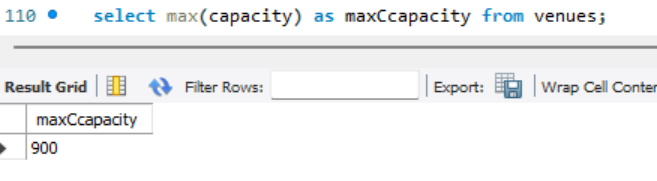 110 select max(capacity) as maxCcapacity from venues;
Result Grid Filter Rows: Export: Wrap Cell Conter
maxCcapacity
900